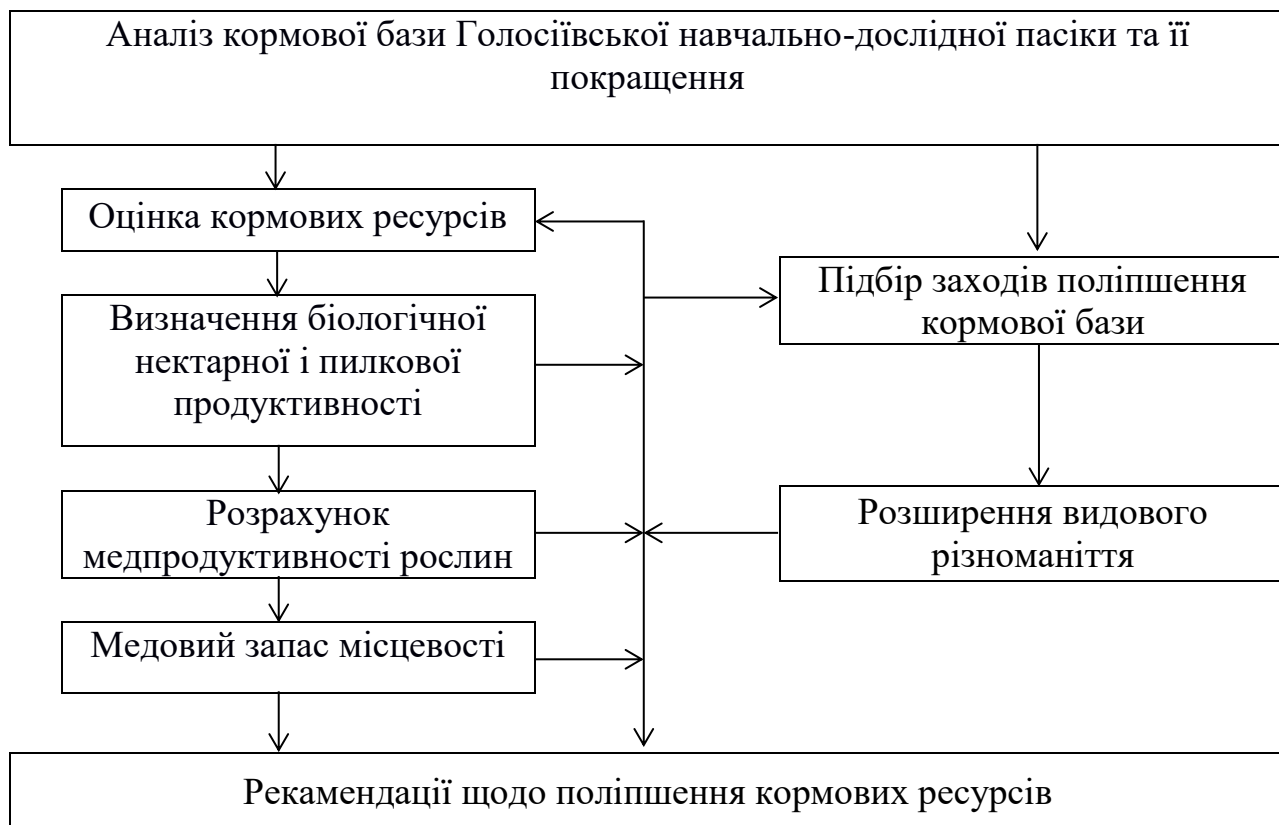 Аналіз кормової бази Голосіївської навчально-дослідної пасіки та її
покращення
Оцінка кормових ресурсів
Визначення біологічної
нектарної і пилкової
продуктивності
Розрахунок
медпродуктивності рослин
Медовий запас місцевості
Підбір заходів поліпшення
кормової бази
Розширення видового
різноманіття
Рекамендації щодо поліпшення кормових ресурсів